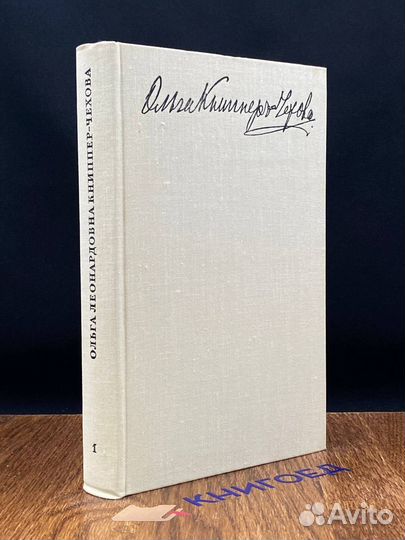 Ольга Книппер-Чехова
ОЛЬГА ЛЕОНАРДОВНА КНИППЕР-ЧЕХОВА
1
КНИГОЕД
Avito